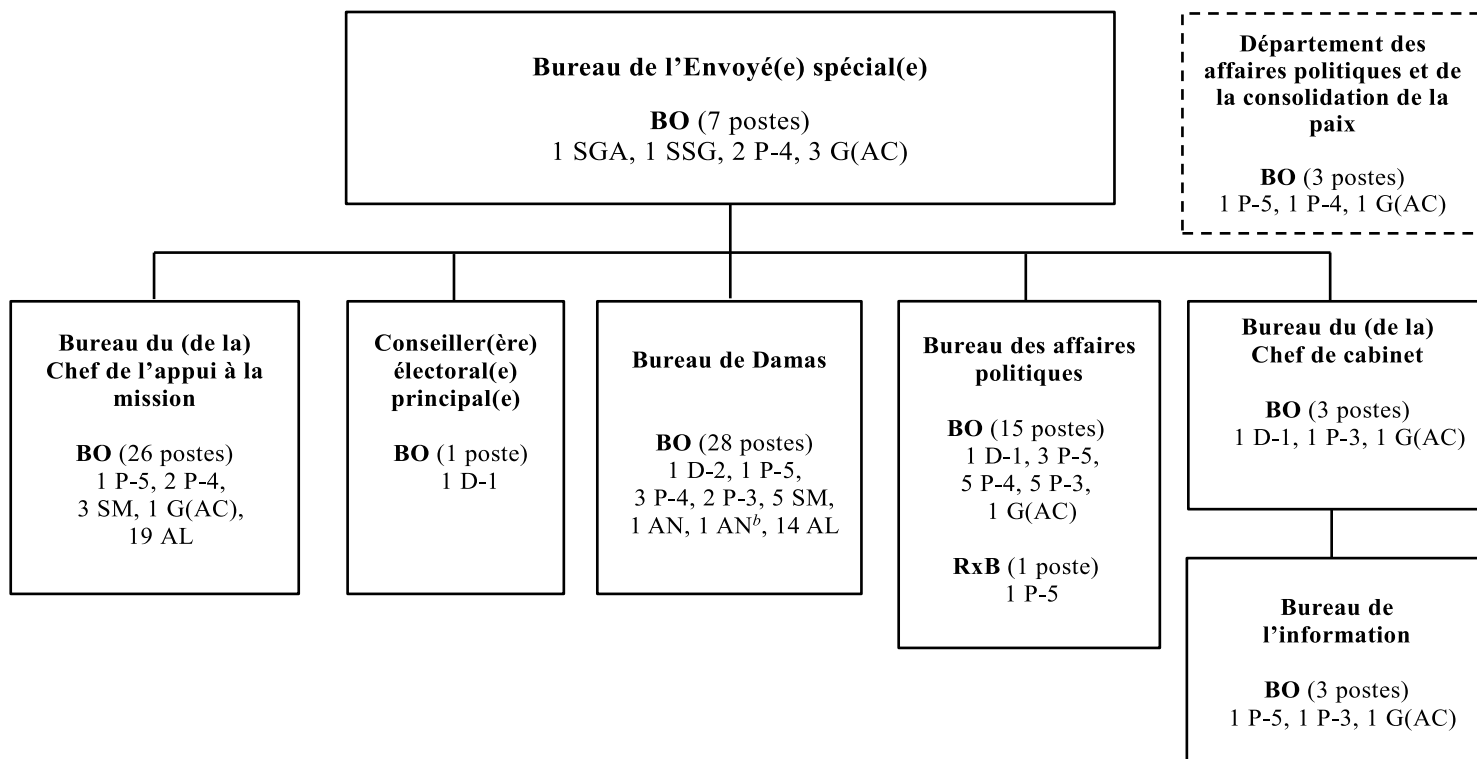 Bureau de l’Envoyé(e) spécial(e)
BO (7 postes)
1 SGA, 1 SSG, 2 P-4, 3 G(AC)
Département des
affaires politiques et de
la consolidation de la
paix
BO (3 postes)
1 P-5, 1 P-4, 1 G(AC)
Bureau du (de la)
Chef de l’appui à la
mission
BO (26 postes)
1 P-5, 2 P-4,
3 SM, 1 G(AC),
19 AL
Conseiller(ère)
électoral(e)
principal(e)
BO (1 poste)
1 D-1
Bureau de Damas
BO (28 postes)
1 D-2, 1 P-5,
3 P-4, 2 P-3, 5 SM,
1 AN, 1 ANᵇ, 14 AL
Bureau des affaires
politiques
BO (15 postes)
1 D-1, 3 P-5,
5 P-4, 5 P-3,
1 G(AC)
RxB (1 poste)
1 P-5
Bureau du (de la)
Chef de cabinet
BO (3 postes)
1 D-1, 1 P-3, 1 G(AC)
Bureau de
l’information
BO (3 postes)
1 P-5, 1 P-3, 1 G(AC)